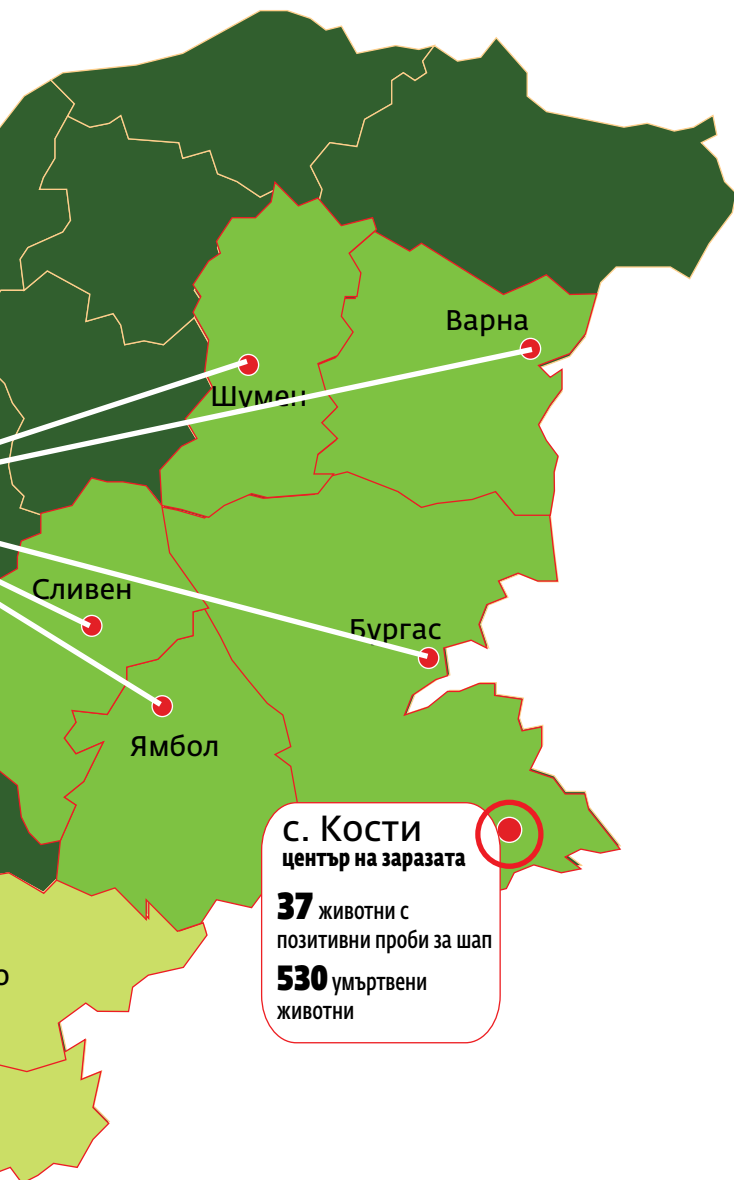 Варна
Шумен
Сливен
Бургас
Ямбол
с. Кости
център на заразата
37 животни с
позитивни проби за шап
530 умъртвени
животни
о